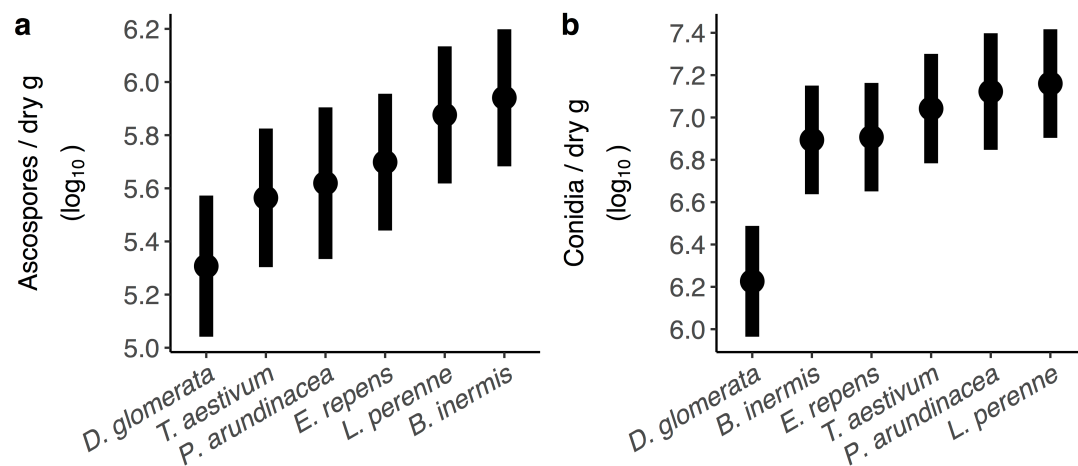 a
Ascospores / dry g
(log10 )
6.2
6.0
5.8
5.6
5.4
5.2
5.0
D. glomerata
T. aestivum
P. arundinacea
E. repens
L. perenne
B. inermis
b
Conidia / dry g
(log10 )
7.4
7.2
7.0
6.8
6.6
6.4
6.2
6.0
D. glomerata
B. inermis
E. repens
T. aestivum
P. arundinacea
L. perenne